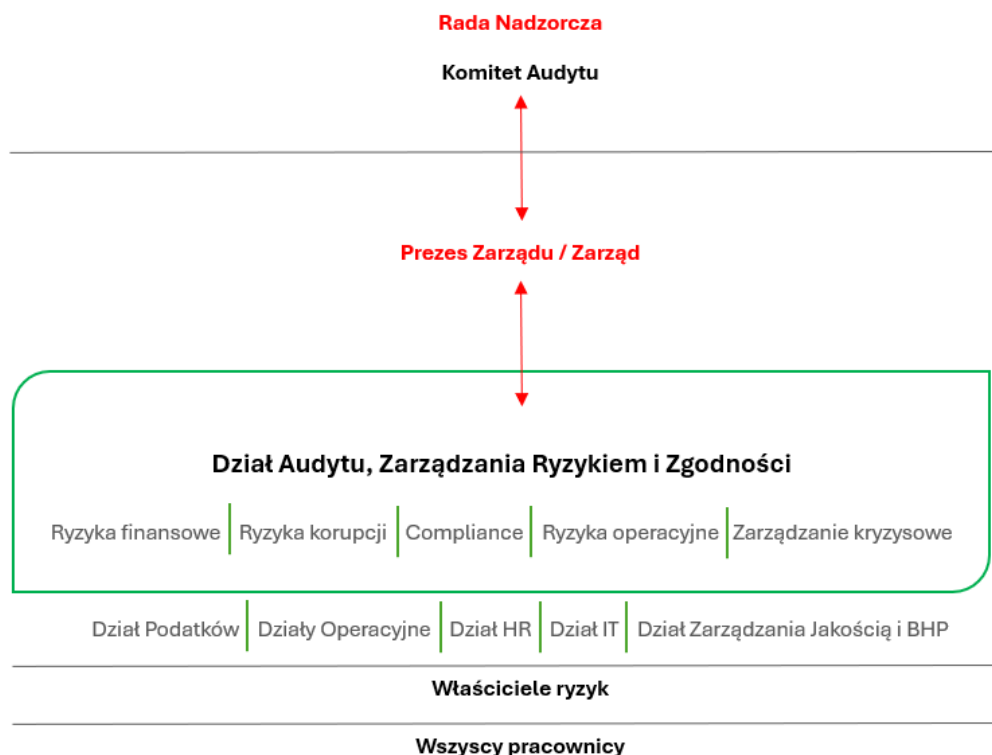 Rada Nadzorcza
Komitet Audytu
Prezes Zarządu / Zarząd
Dział Audytu, Zarządzania Ryzykiem i Zgodności
Ryzyka finansowe Ryzyka korupcji Compliance Ryzyka operacyjne Zarządzanie kryzysowe
Dział Podatków Działy Operacyjne Dział HR Dział IT Dział Zarządzania Jakością i BHP
Właściciele ryzyk
Wszyscy pracownicy